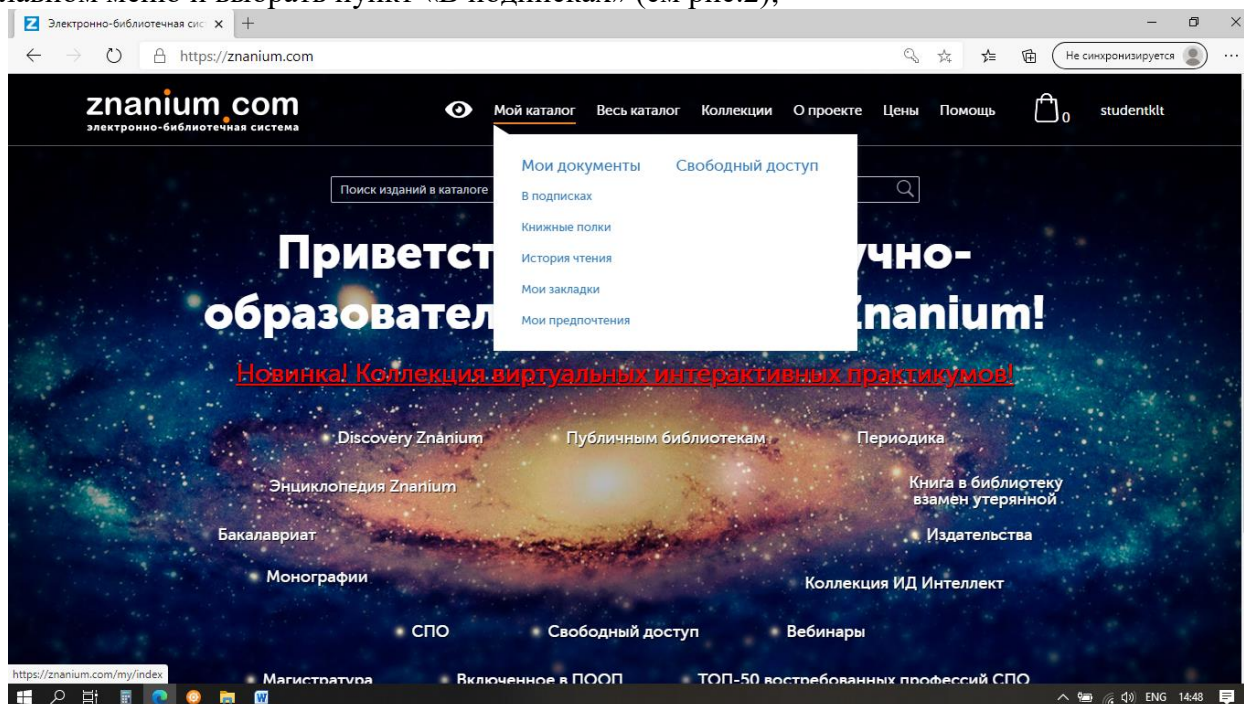 главном меню и выбрать пункт «В подписках» (см рис.2);
Электронно-библиотечная сис
https://znanium.com
Не синхронизируется
znanium.com
электронно-библиотечная система
Мой каталог Весь каталог Коллекции О проекте Цены Помощь 0 studentklt
Мои документы Свободный доступ
В подписках
Книжные полки
История чтения
Мои закладки
Мои предпочтения
Поиск изданий в каталоге
Приветст учно-
образовател Znanium!
Новинка! Коллекция виртуальных интерактивных практикумов!
Discovery Znanium Публичным библиотекам Периодика
Энциклопедия Znanium Книга в библиотеку
взамен утерянной
Бакалавриат Издательства
Монографии Коллекция ИД Интеллект
СПО Свободный доступ Вебинары
https://znanium.com/my/index
Магистратура Включенное в ПООП ТОП-50 востребованных профессий СПО
ENG 14:48